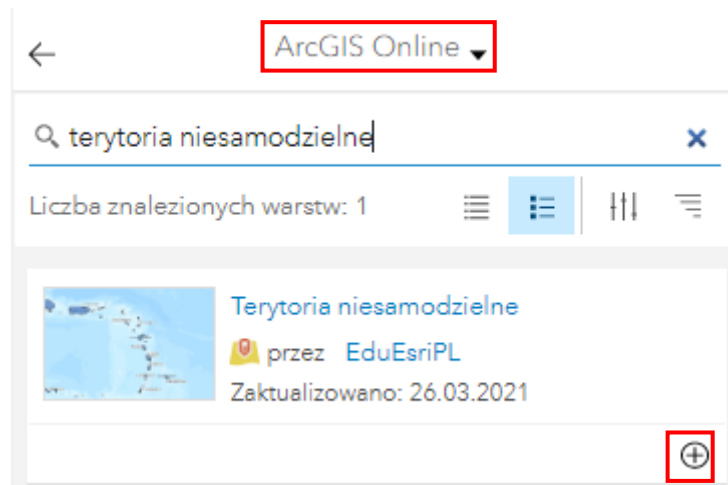 ArcGIS Online
terytoria niesamodzielne
Liczba znalezionych warstw: 1
Terytoria niesamodzielne
przez EduEsriPL
Zaktualizowano: 26.03.2021